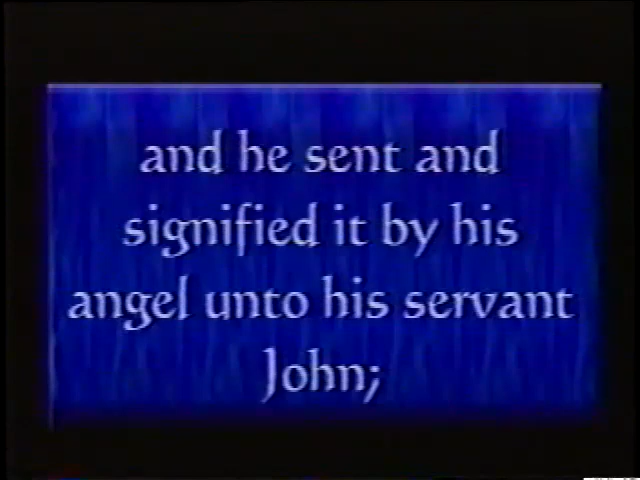 and he sent and
signified it by his
angel unto his servant
John;